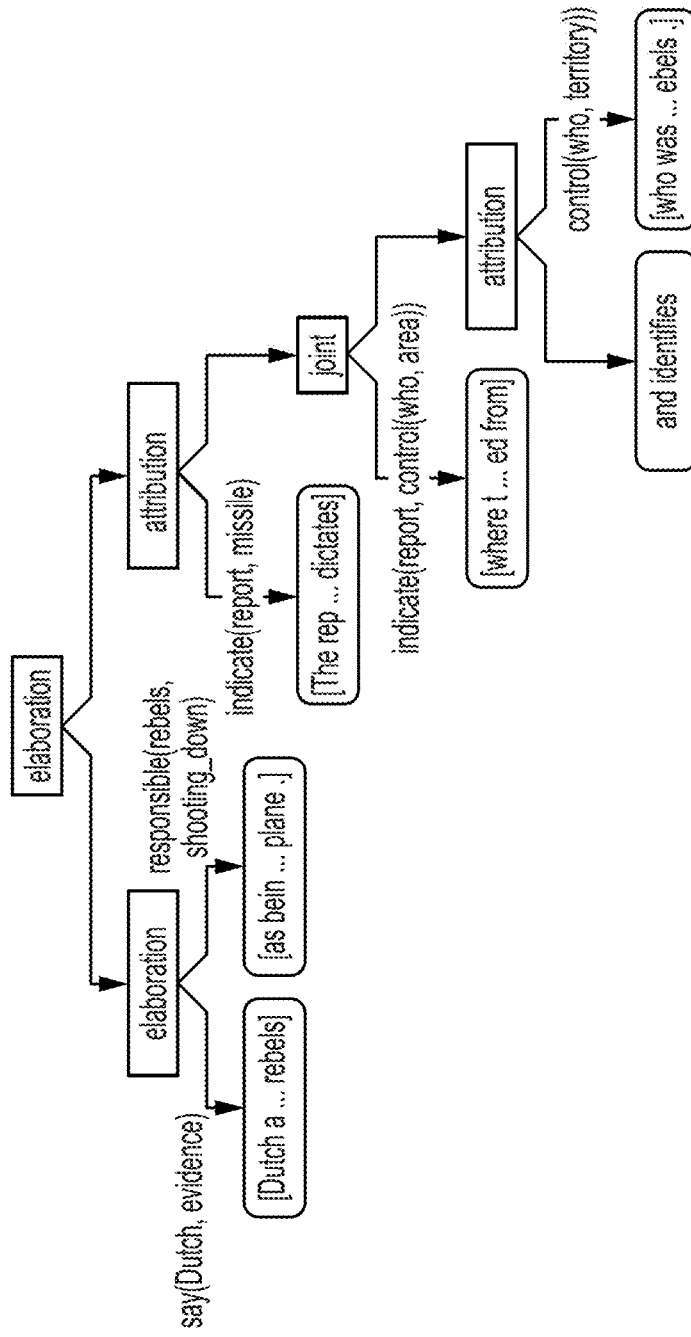 elaboration
elaboration
attribution
say(Dutch, evidence)
responsible(rebels,
shooting_down)
indicate(report, missile)
joint
[Dutch a ... rebels]
[as bein ... plane .]
[The rep ... dictates]
indicate(report, control(who, area))
attribution
[where t ... ed from]
control(who, territory))
and identifies
[who was ... ebels .]